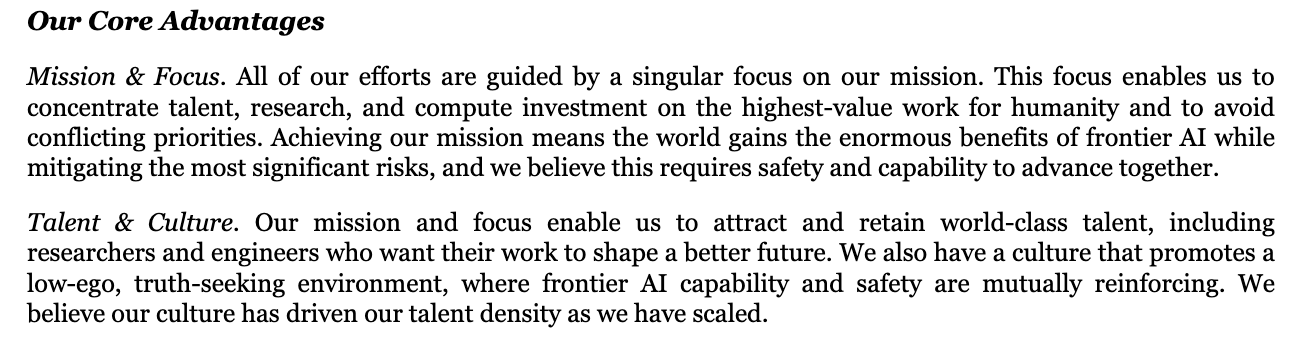 Our Core Advantages
Mission & Focus. All of our efforts are guided by a singular focus on our mission. This focus enables us to
concentrate talent, research, and compute investment on the highest-value work for humanity and to avoid
conflicting priorities. Achieving our mission means the world gains the enormous benefits of frontier AI while
mitigating the most significant risks, and we believe this requires safety and capability to advance together.
Talent & Culture. Our mission and focus enable us to attract and retain world-class talent, including
researchers and engineers who want their work to shape a better future. We also have a culture that promotes a
low-ego, truth-seeking environment, where frontier AI capability and safety are mutually reinforcing. We
believe our culture has driven our talent density as we have scaled.